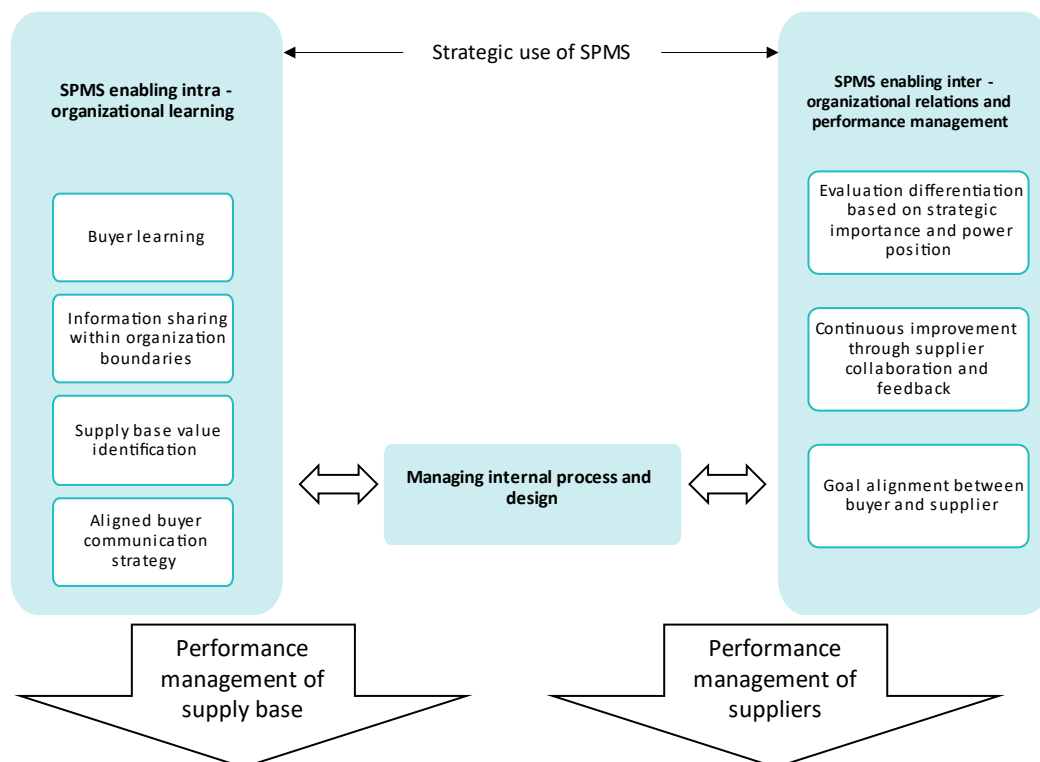 Strategic use of SPMS
SPMS enabling intra -
organizational learning
Buyer learning
Information sharing
within organization
boundaries
Supply base value
identification
Aligned buyer
communication
strategy
Managing internal process and
design
SPMS enabling inter -
organizational relations and
performance management
Evaluation differentiation
based on strategic
importance and power
position
Continuous improvement
through supplier
collaboration and
feedback
Goal alignment between
buyer and supplier
Performance
management of
supply base
Performance
management of
suppliers